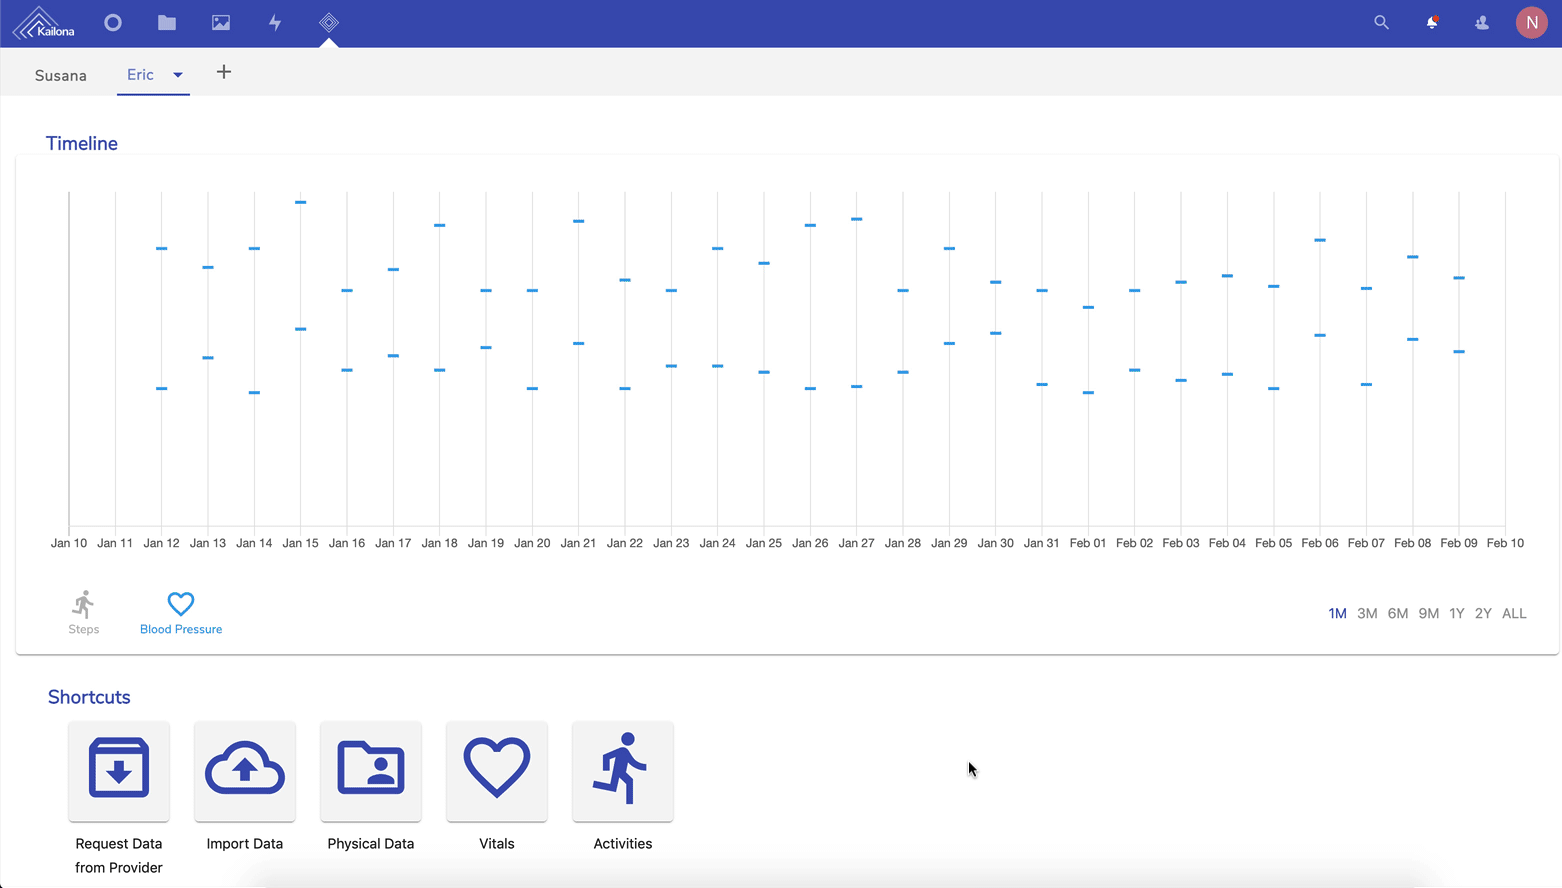 Kailona
N
Susana
Eric
Timeline
Jan 10 Jan 11 Jan 12 Jan 13 Jan 14 Jan 15 Jan 16 Jan 17 Jan 18 Jan 19 Jan 20 Jan 21 Jan 22 Jan 23 Jan 24 Jan 25 Jan 26 Jan 27 Jan 28 Jan 29 Jan 30 Jan 31 Feb 01 Feb 02 Feb 03 Feb 04 Feb 05 Feb 06 Feb 07 Feb 08 Feb 09 Feb 10
Steps
Blood Pressure
1M 3M 6M 9M 1Y 2Y ALL
Shortcuts
Request Data
from Provider
Import Data
Physical Data
Vitals
Activities